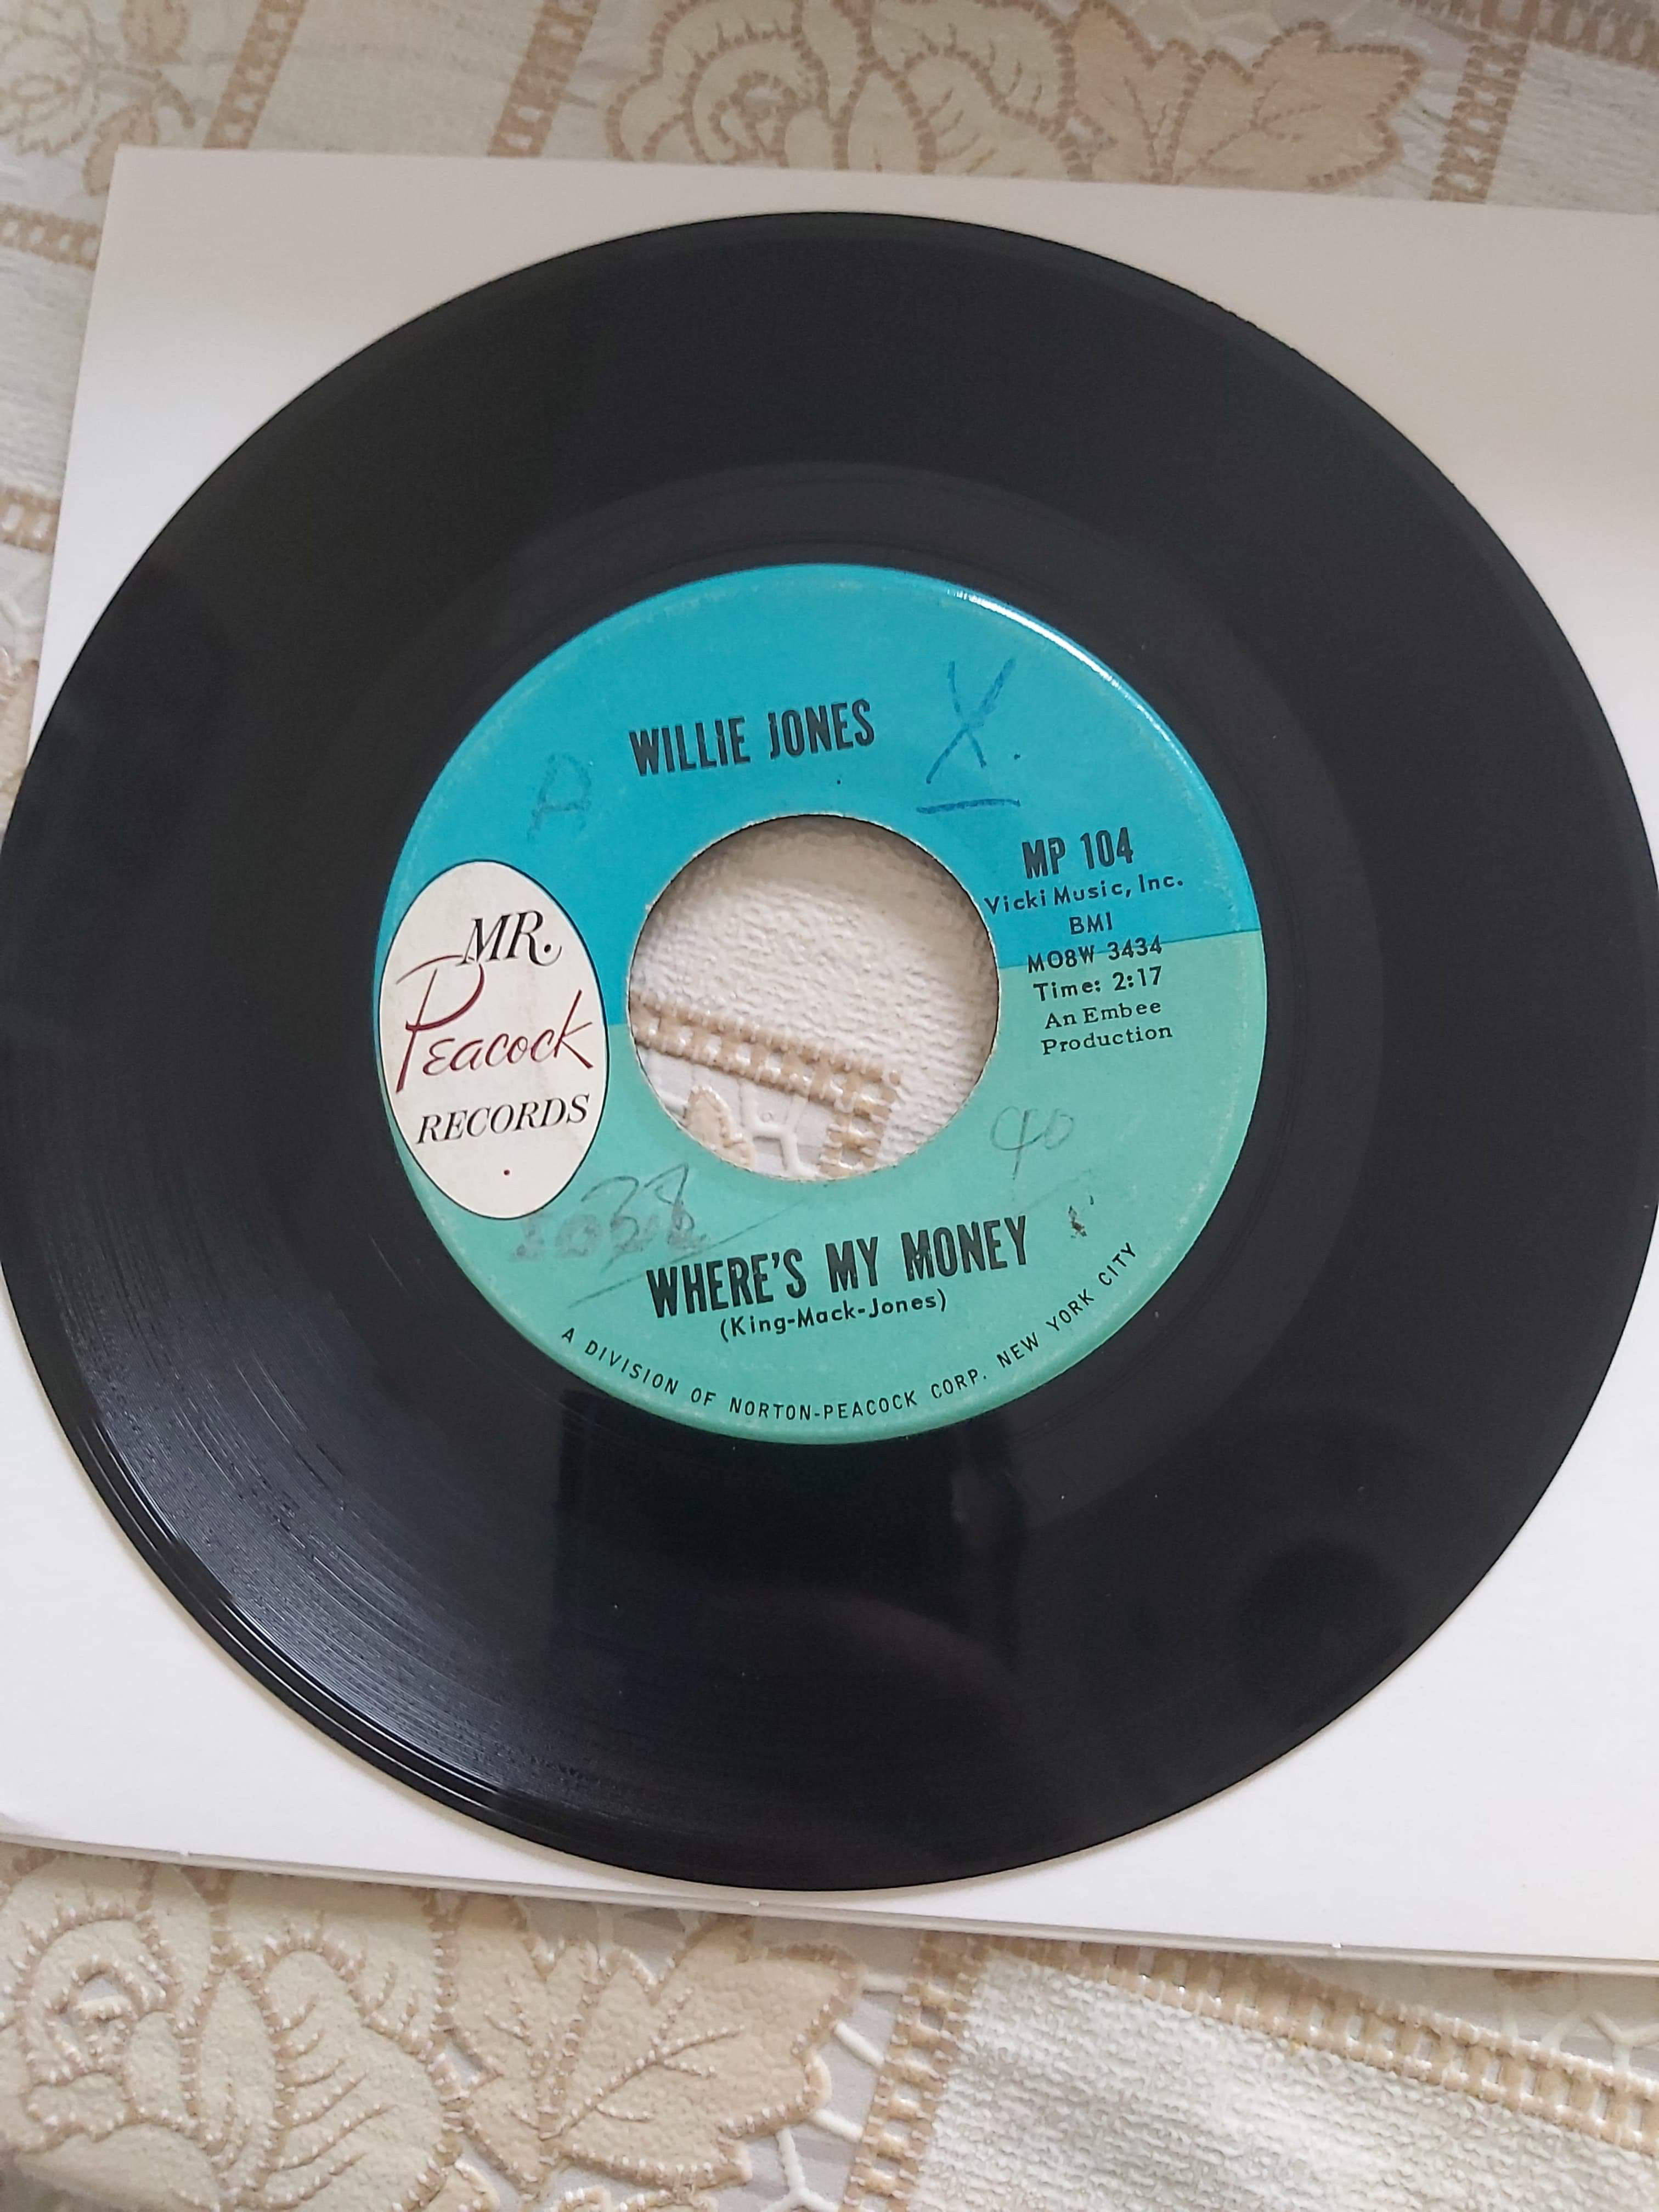 WILLIE JONES
X
MP 104
Vicki Music, Inc.
BMI
MO8W-3434
Time: 2:17
An Embee
Production
MR.
Peacock
RECORDS
WHERE'S MY MONEY
(King-Mack-Jones)
A DIVISION OF NORTON-PEACOCK CORP. NEW YORK CITY